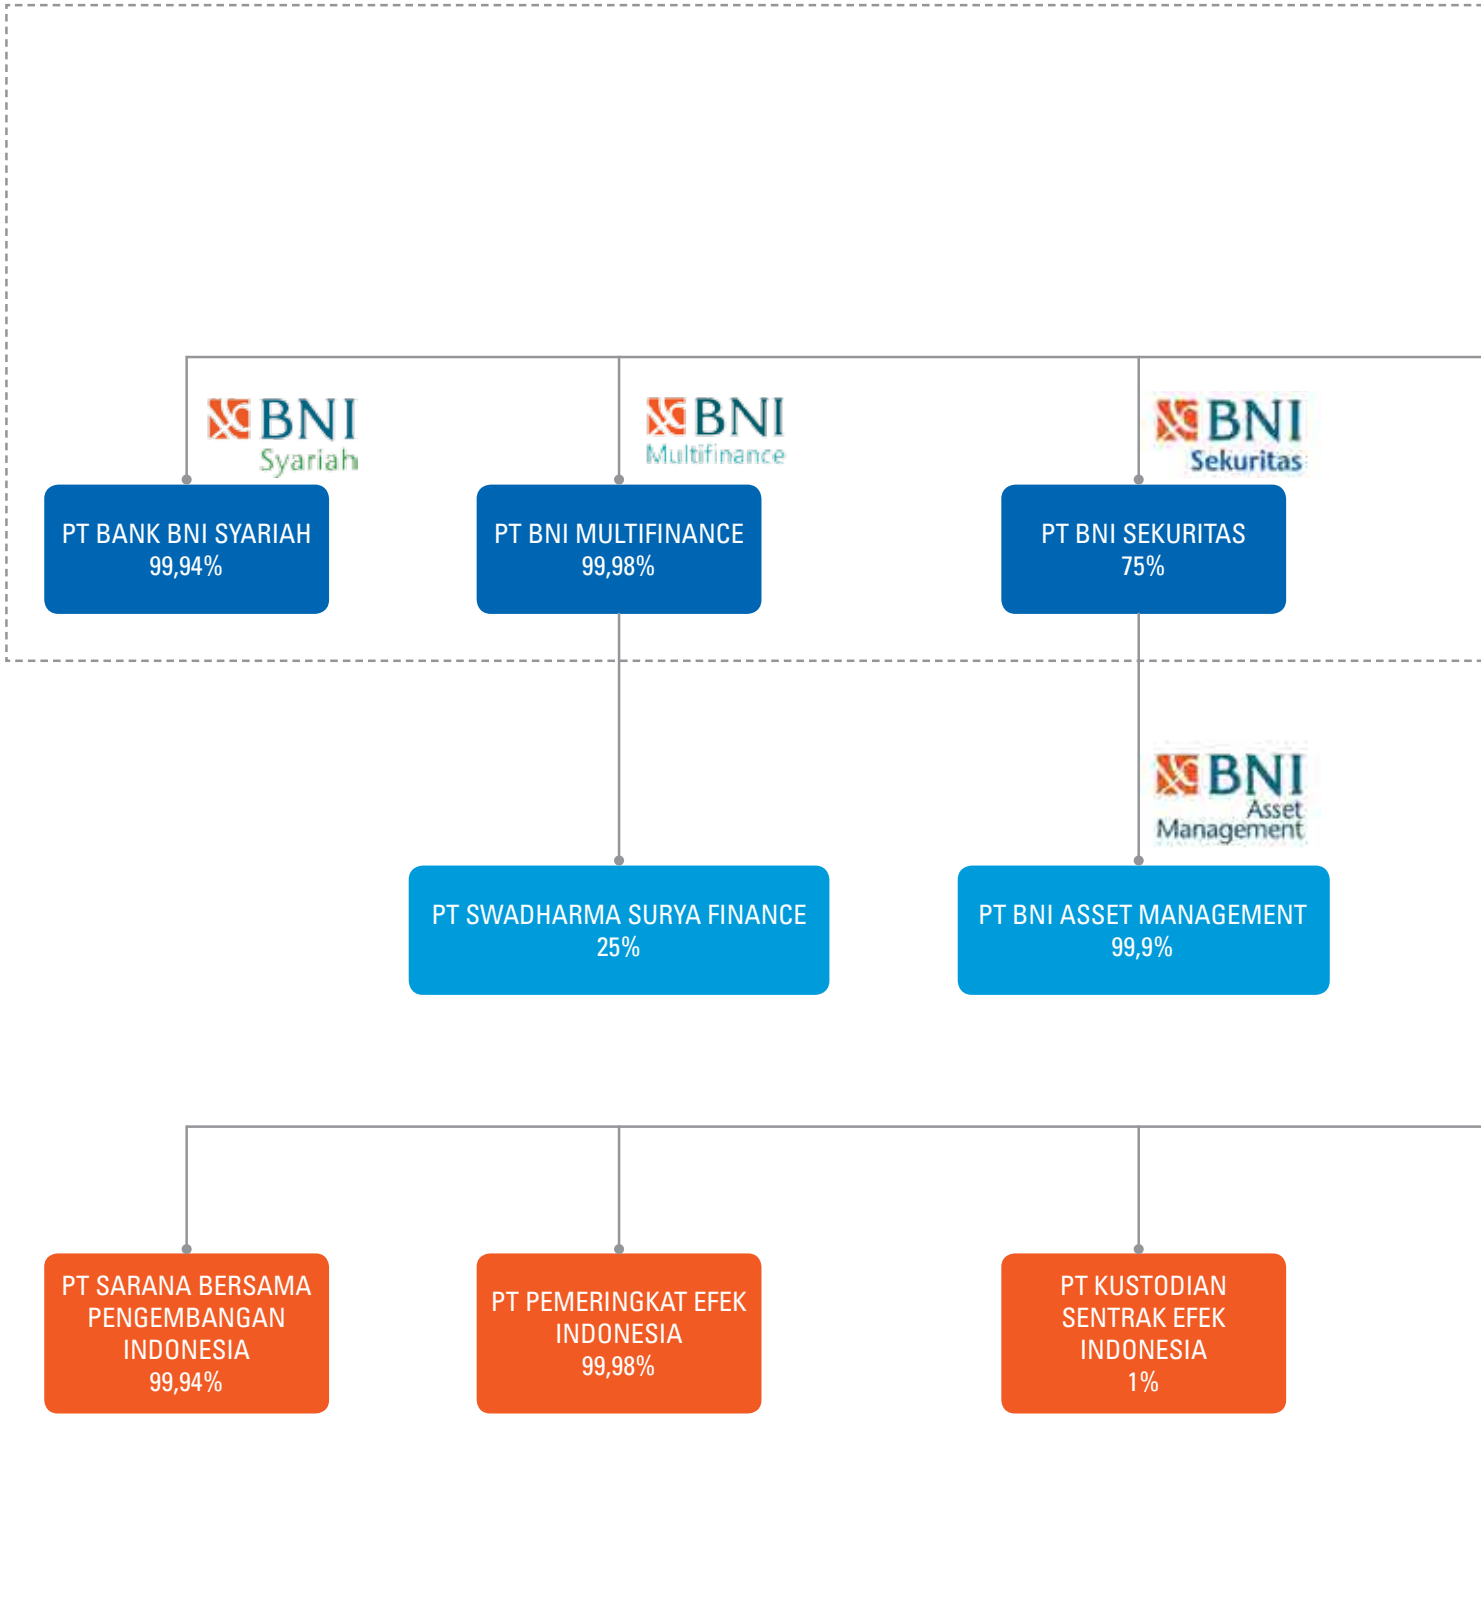 BNI
Syariah
BNI
Multifinance
BNI
Sekuritas
PT BANK BNI SYARIAH
99,94%
PT BNI MULTIFINANCE
99,98%
PT BNI SEKURITAS
75%
BNI
Asset
Management
PT SWADHARMA SURYA FINANCE
25%
PT BNI ASSET MANAGEMENT
99,9%
PT SARANA BERSAMA
PENGEMBANGAN
INDONESIA
99,94%
PT PEMERINGKAT EFEK
INDONESIA
99,98%
PT KUSTODIAN
SENTRAK EFEK
INDONESIA
1%